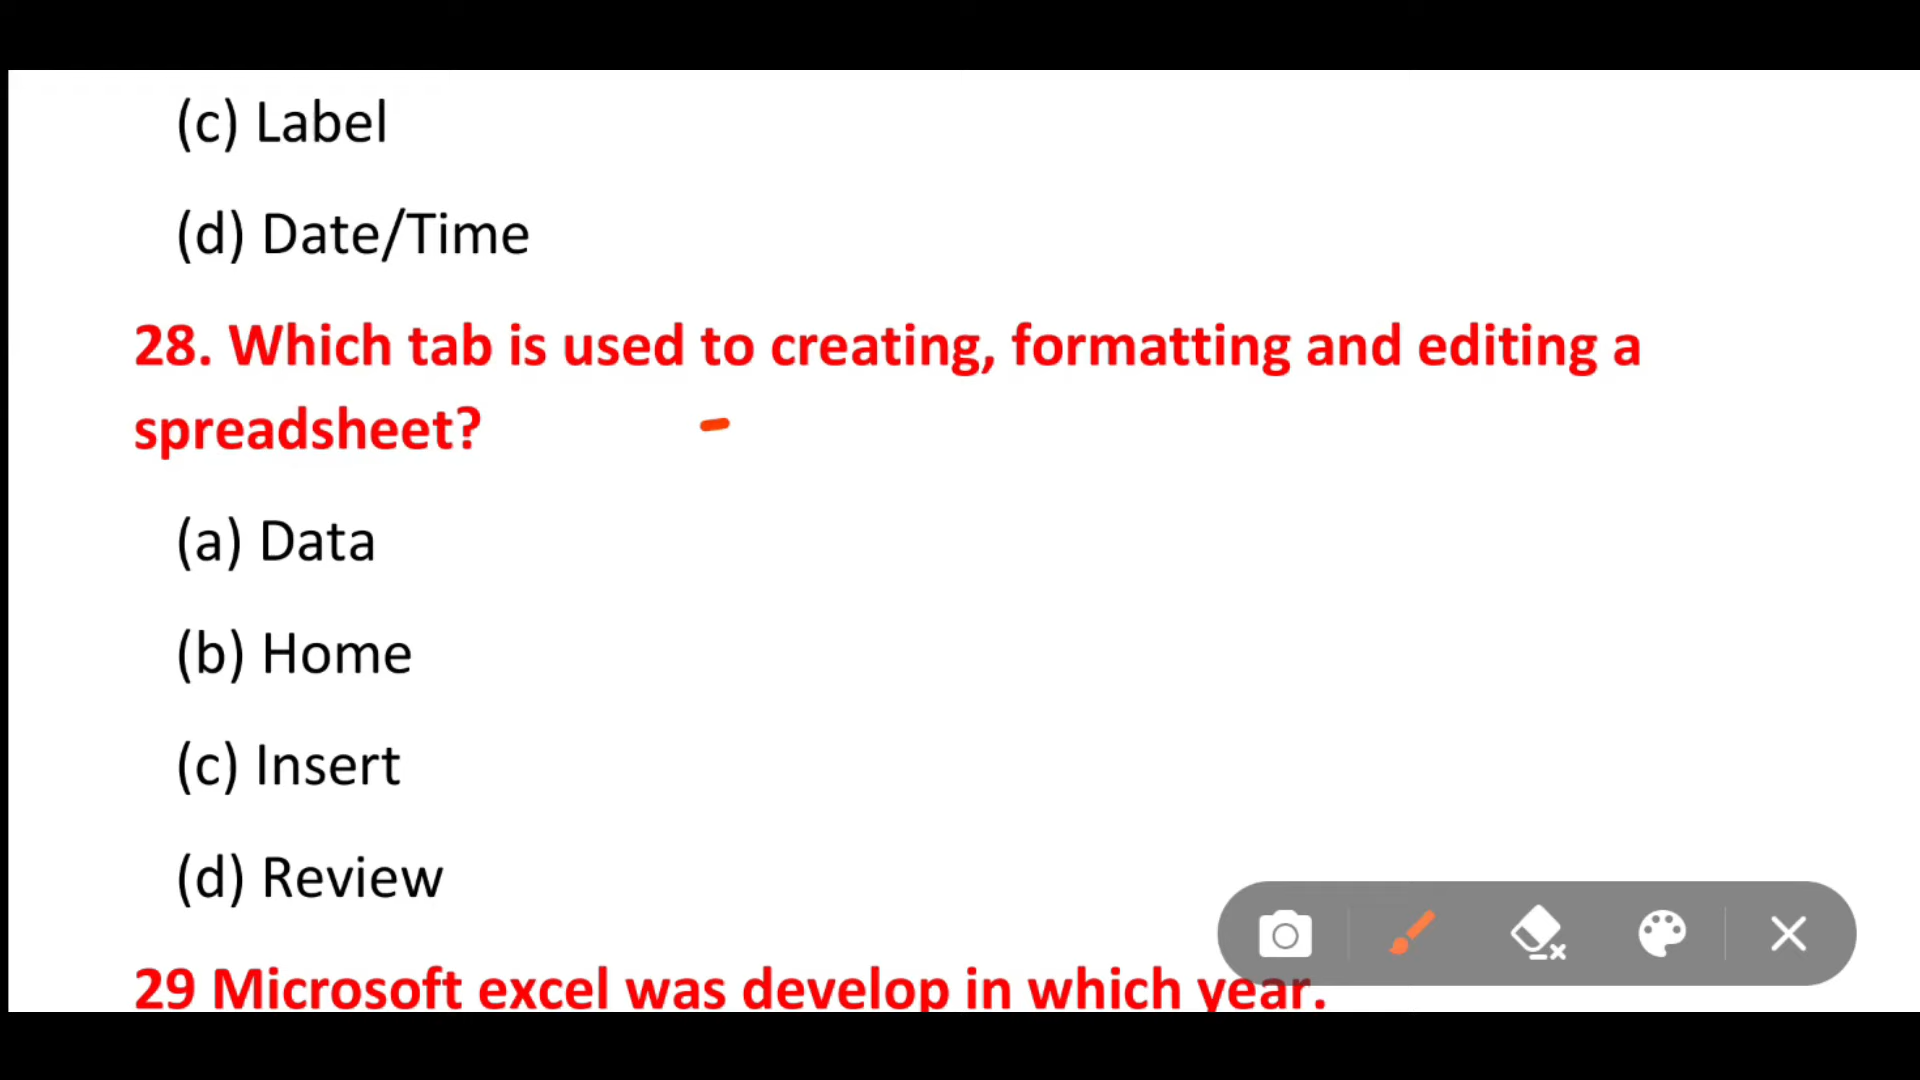 (c) Label
(d) Date/Time
28. Which tab is used to creating, formatting and editing a
spreadsheet?
(a) Data
(b) Home
(c) Insert
(d) Review
29 Microsoft excel was develop in which year.